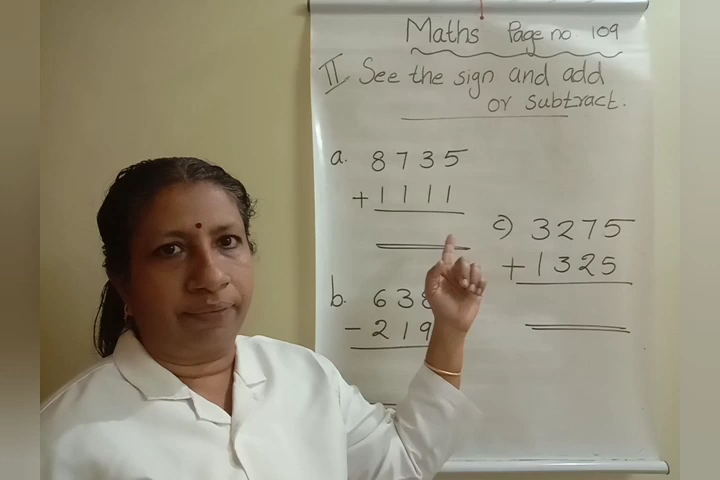 Maths Page no. 109
II See the sign and add
or subtract.
a. 8735
+ 1111
b. 638
- 219
c) 3275
+ 1325